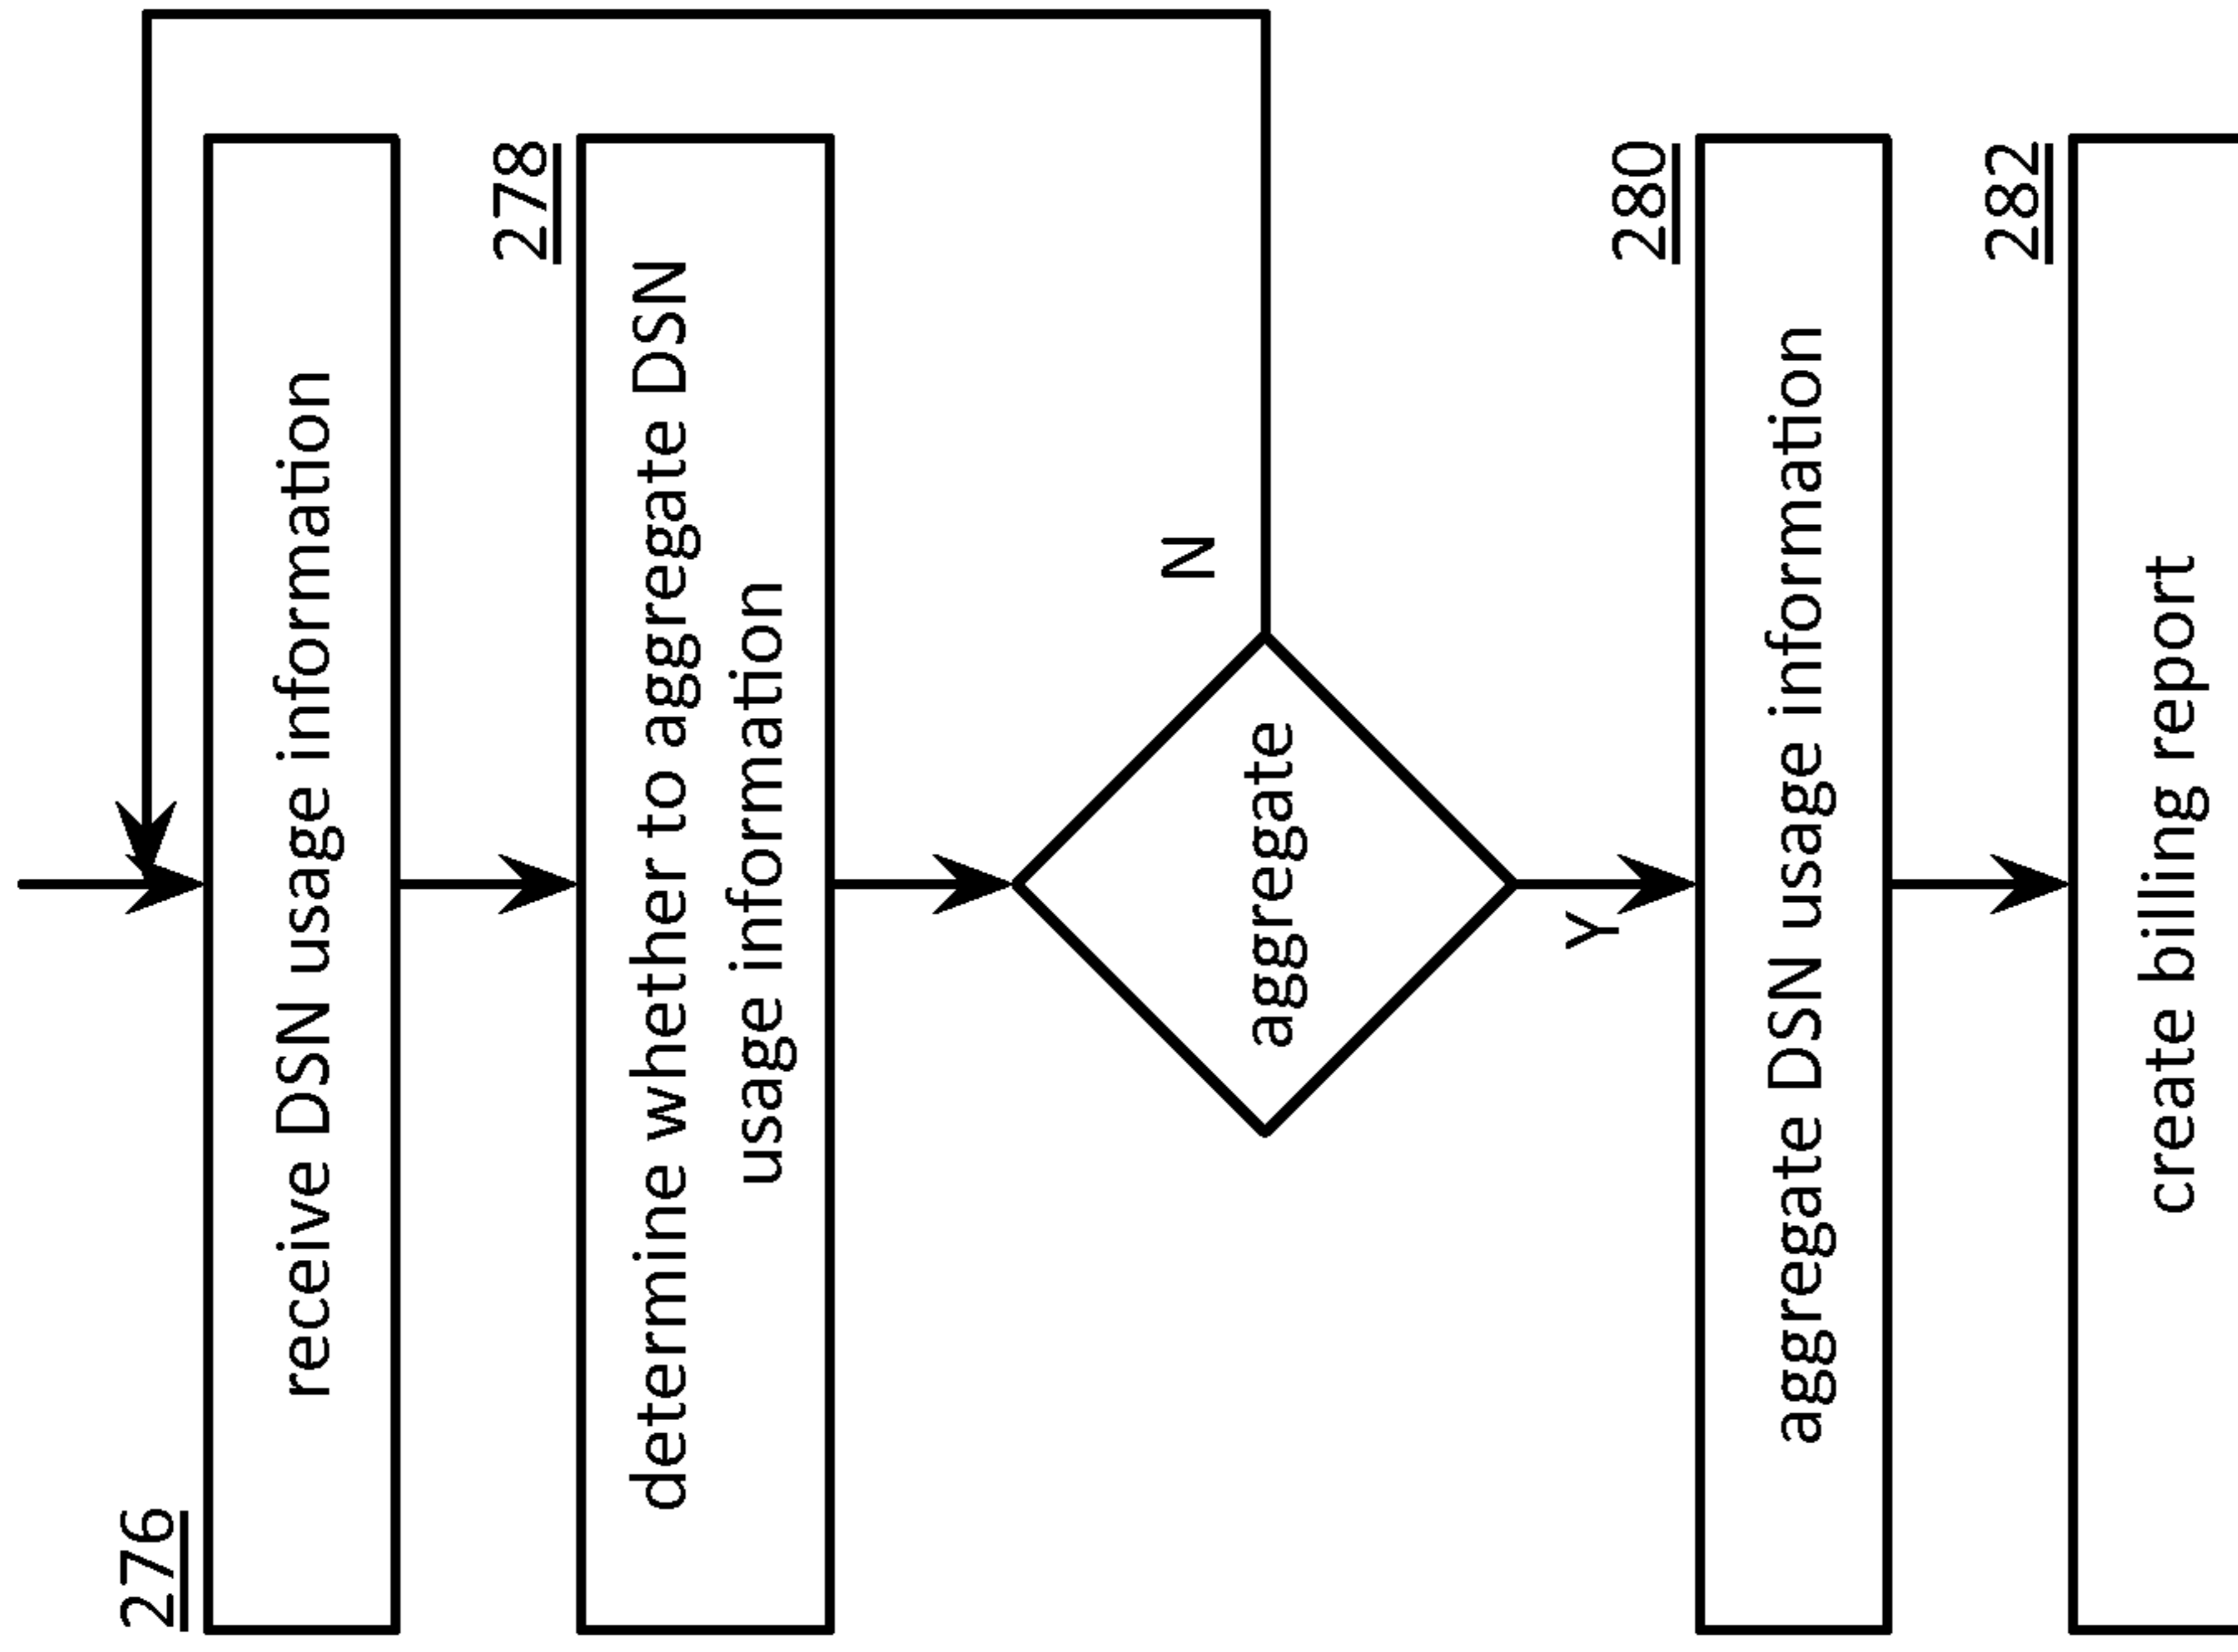 276
receive DSN usage information
278
determine whether to aggregate DSN
usage information
aggregate
N
Y
280
aggregate DSN usage information
282
create billing report